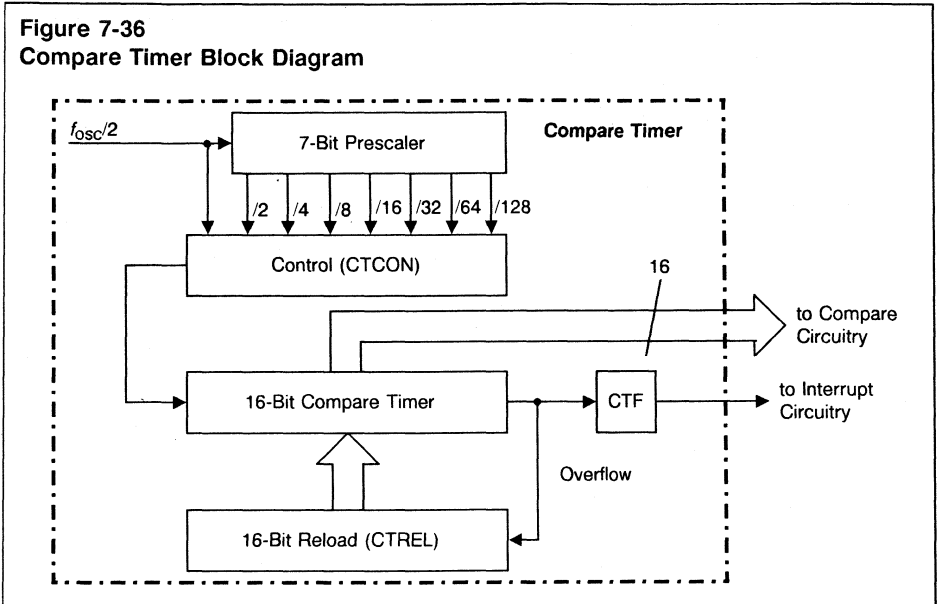 Figure 7-36
Compare Timer Block Diagram
fOSC/2
7-Bit Prescaler
Compare Timer
/2
/4
/8
/16
/32
/64
/128
Control (CTCON)
16
to Compare
Circuitry
16-Bit Compare Timer
CTF
to Interrupt
Circuitry
Overflow
16-Bit Reload (CTREL)